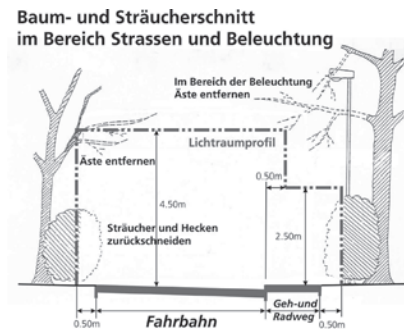 Baum- und Sträucherschnitt
im Bereich Strassen und Beleuchtung
Im Bereich der Beleuchtung
Äste entfernen
Lichtraumprofil
Äste entfernen
0.50m
4.50m
Sträucher und Hecken
zurückschneiden
2.50m
0.50m
Fahrbahn
Geh-und
Radweg
0.50m